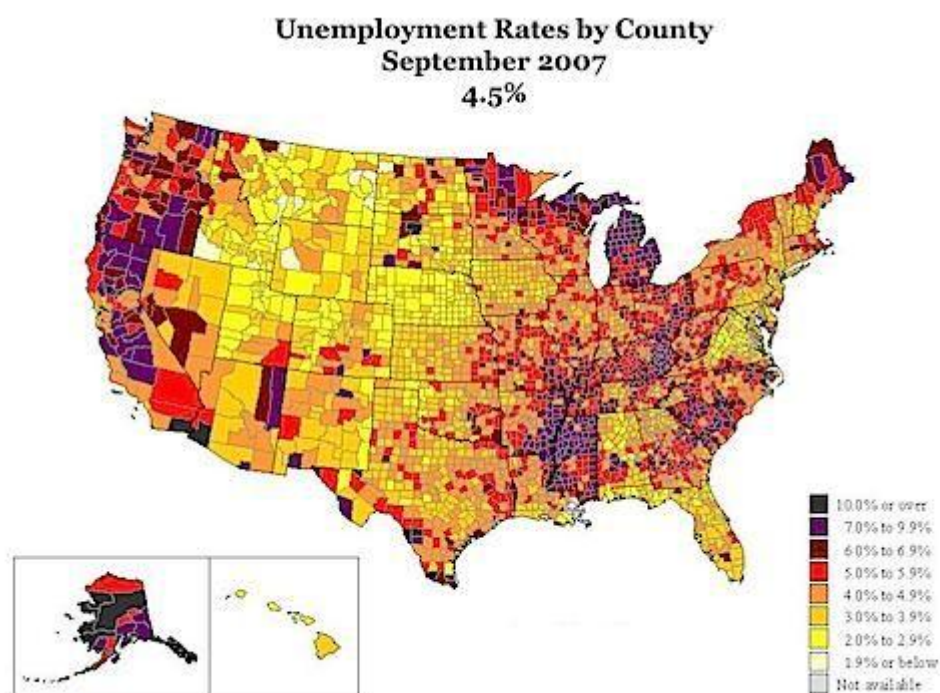 Unemployment Rates by County
September 2007
4.5%
10.0% or over
7.0% to 9.9%
6.0% to 6.9%
5.0% to 5.9%
4.0% to 4.9%
3.0% to 3.9%
2.0% to 2.9%
1.9% or below
Not available